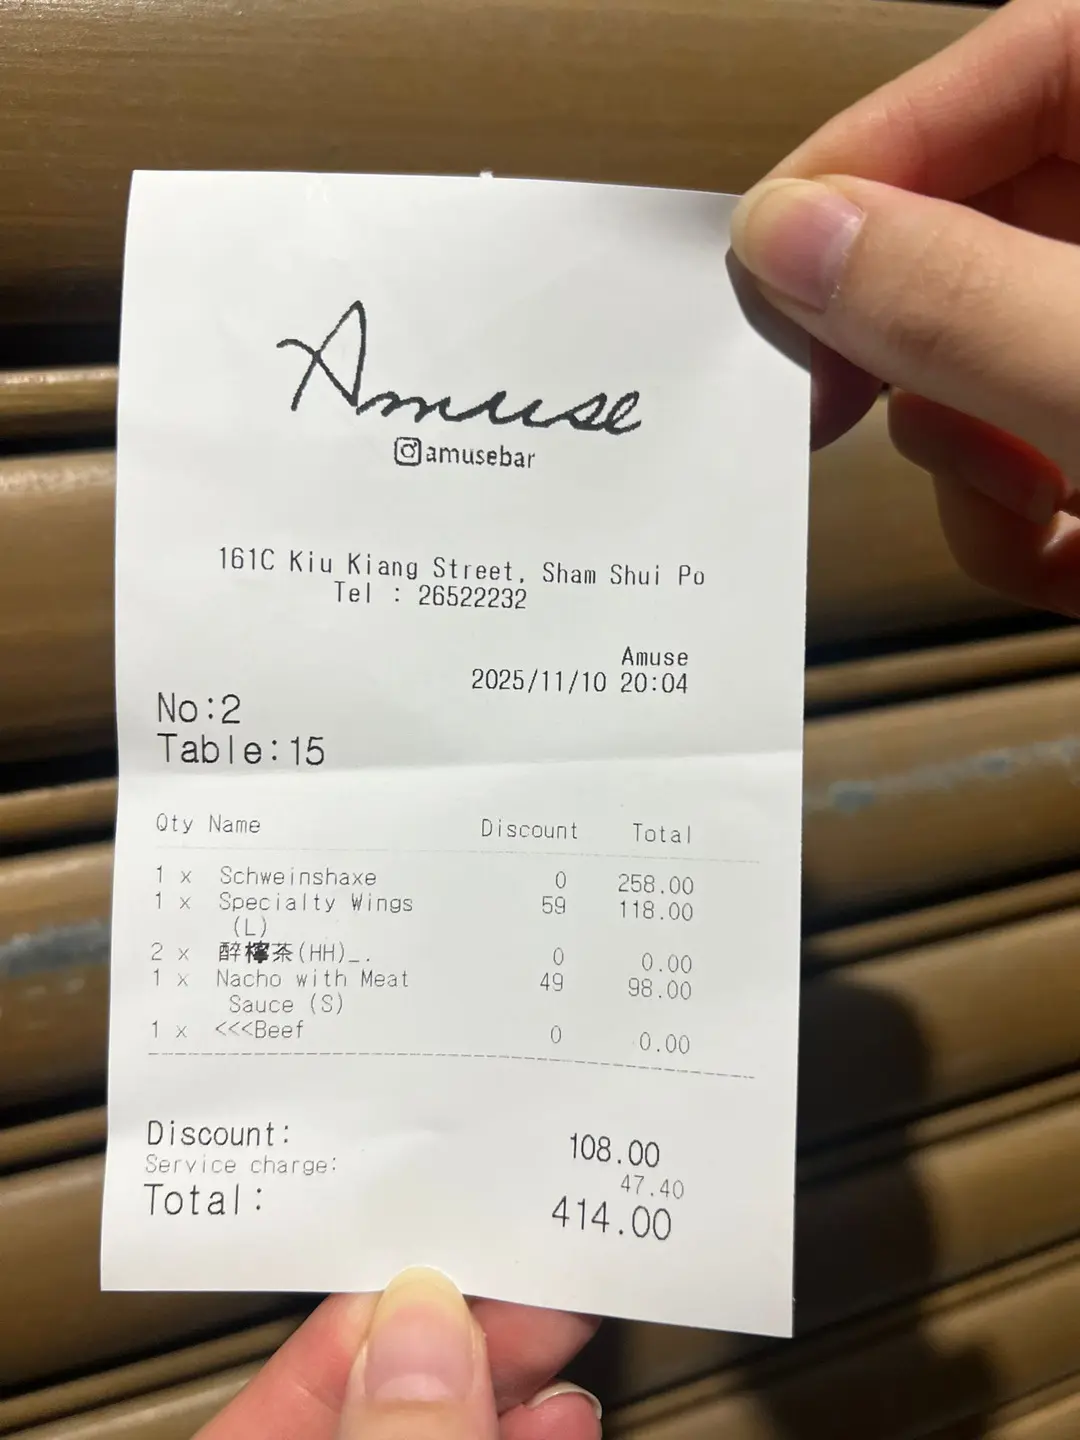 Amuse
amusebar
161C Kiu Kiang Street, Sham Shui Po
Tel : 26522232
Amuse
2025/11/10 20:04
No:2
Table:15
Qty Name Discount Total
1 x Schweinshaxe 0 258.00
1 x Specialty Wings 59 118.00
(L)
2 x 醉檸茶(HH)_. 0 0.00
1 x Nacho with Meat 49 98.00
Sauce (S)
1 x <<<Beef 0 0.00
Discount: 108.00
Service charge: 47.40
Total: 414.00